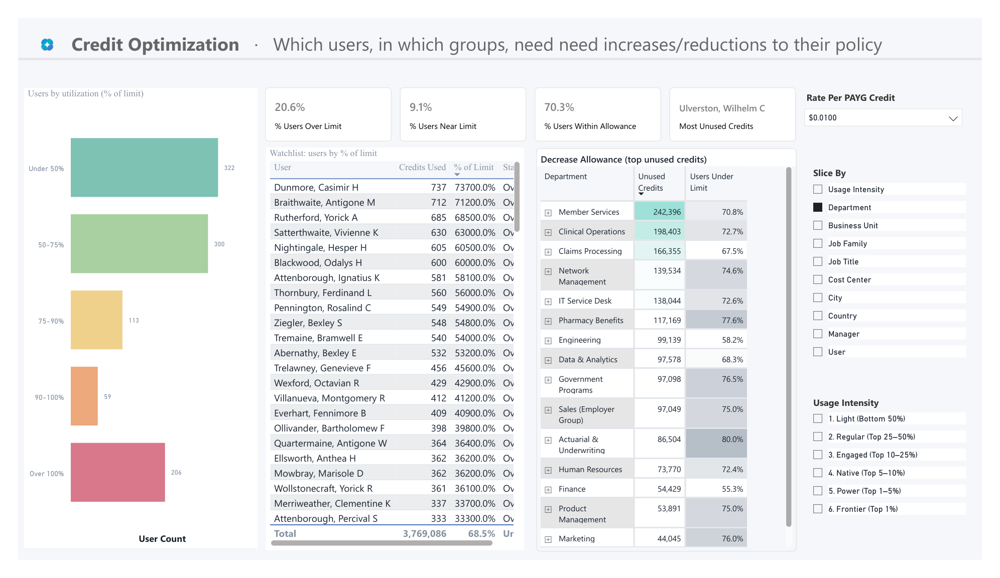 Credit Optimization · Which users, in which groups, need need increases/reductions to their policy
Users by utilization (% of limit)
Under 50% 322
50-75% 300
75-90% 113
90-100% 59
Over 100% 206
User Count
20.6%
% Users Over Limit
9.1%
% Users Near Limit
70.3%
% Users Within Allowance
Ulverston, Wilhelm C
Most Unused Credits
Watchlist: users by % of limit
User Credits Used % of Limit Sta
Dunmore, Casimir H 737 73700.0% Ov
Braithwaite, Antigone M 712 71200.0% Ov
Rutherford, Yorick A 685 68500.0% Ov
Satterthwaite, Vivienne K 630 63000.0% Ov
Nightingale, Hesper H 605 60500.0% Ov
Blackwood, Odalys H 600 60000.0% Ov
Attenborough, Ignatius K 581 58100.0% Ov
Thornbury, Ferdinand L 560 56000.0% Ov
Pennington, Rosalind C 549 54900.0% Ov
Ziegler, Bexley S 548 54800.0% Ov
Tremaine, Bramwell E 540 54000.0% Ov
Abernathy, Bexley E 532 53200.0% Ov
Trelawney, Genevieve F 456 45600.0% Ov
Wexford, Octavian R 429 42900.0% Ov
Villanueva, Montgomery R 412 41200.0% Ov
Everhart, Fennimore B 409 40900.0% Ov
Ollivander, Bartholomew F 398 39800.0% Ov
Quartermaine, Antigone W 364 36400.0% Ov
Ellsworth, Anthea H 362 36200.0% Ov
Mowbray, Marisole D 362 36200.0% Ov
Wollstonecraft, Yorick R 361 36100.0% Ov
Merriweather, Clementine K 337 33700.0% Ov
Attenborough, Percival S 333 33300.0% Ov
Total 3,769,086 68.5% Un
Decrease Allowance (top unused credits)
Department Unused Users Under
Credits Limit
Member Services 242,396 70.8%
Clinical Operations 198,403 72.7%
Claims Processing 166,355 67.5%
Network 139,534 74.6%
Management
IT Service Desk 138,044 72.6%
Pharmacy Benefits 117,169 77.6%
Engineering 99,139 58.2%
Data & Analytics 97,578 68.3%
Government 97,098 76.5%
Programs
Sales (Employer 97,049 75.0%
Group)
Actuarial & 86,504 80.0%
Underwriting
Human Resources 73,770 72.4%
Finance 54,429 55.3%
Product 53,891 75.0%
Management
Marketing 44,045 76.0%
Rate Per PAYG Credit
$0.0100
Slice By
Usage Intensity
Department
Business Unit
Job Family
Job Title
Cost Center
City
Country
Manager
User
Usage Intensity
1. Light (Bottom 50%)
2. Regular (Top 25–50%)
3. Engaged (Top 10–25%)
4. Native (Top 5–10%)
5. Power (Top 1–5%)
6. Frontier (Top 1%)